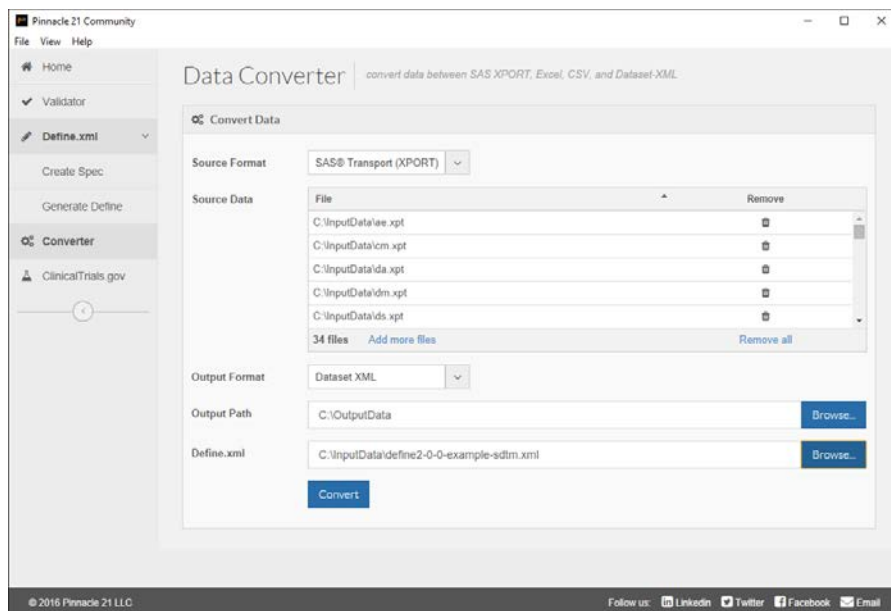 Pinnacle 21 Community
File View Help
Home
Validator
Define.xml
Create Spec
Generate Define
Converter
ClinicalTrials.gov
Data Converter convert data between SAS XPORT, Excel, CSV, and Dataset-XML
Convert Data
Source Format SAS® Transport (XPORT)
Source Data File Remove
C:\InputData\ae.xpt
C:\InputData\cm.xpt
C:\InputData\da.xpt
C:\InputData\dm.xpt
C:\InputData\ds.xpt
34 files Add more files Remove all
Output Format Dataset XML
Output Path C:\OutputData Browse...
Define.xml C:\InputData\define2-0-0-example-sdtm.xml Browse...
Convert
© 2016 Pinnacle 21 LLC Follow us: LinkedIn Twitter Facebook Email